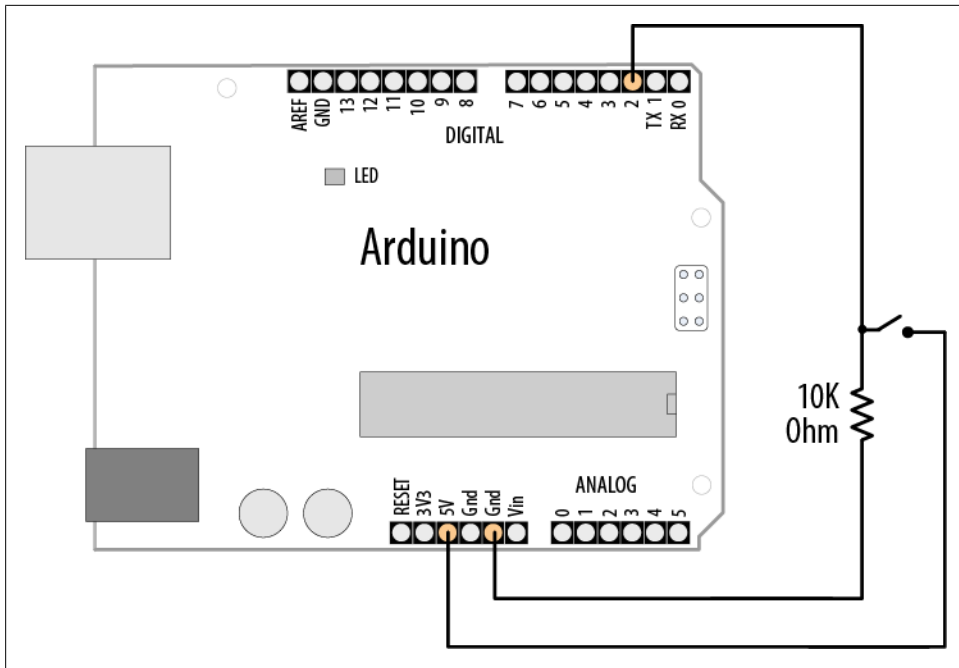 AREF
GND
13
12
11
10
9
8
7
6
5
4
3
2
TX 1
RX 0
DIGITAL
LED
Arduino
10K
Ohm
RESET
3V3
5V
Gnd
Gnd
Vin
ANALOG
0
1
2
3
4
5